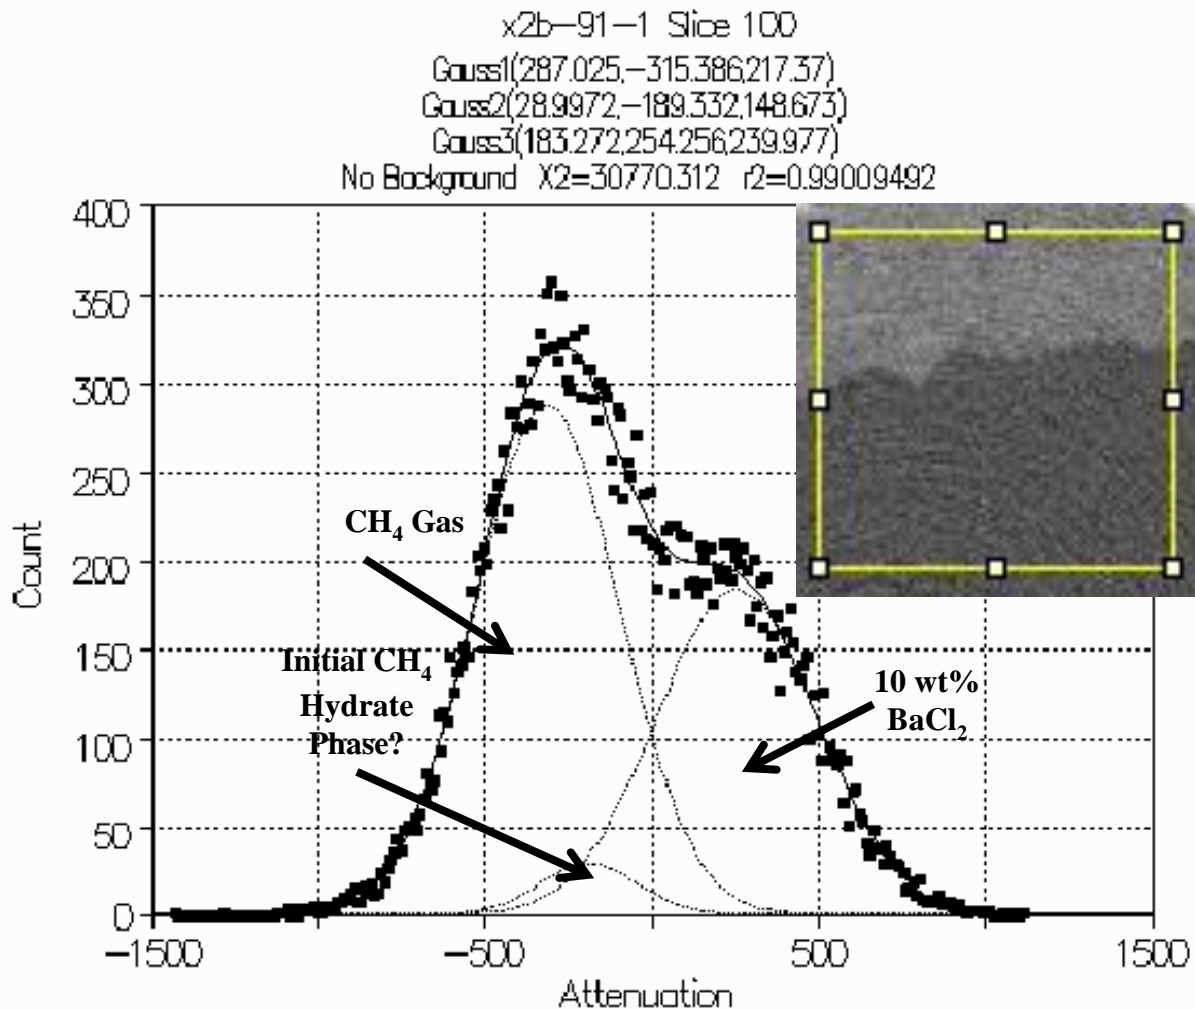 x2b-91-1 Slice 100
Gauss1(287.025,-315.386,217.37)
Gauss2(28.9972,-189.332,148.673)
Gauss3(183.272,254.256,239.977)
No Background X2=30770.312 r2=0.99009492
400
350
300
250
200
150
100
50
0
Count
CH₄ Gas
Initial CH₄
Hydrate
Phase?
10 wt%
BaCl₂
-1500
-500
500
1500
Attenuation